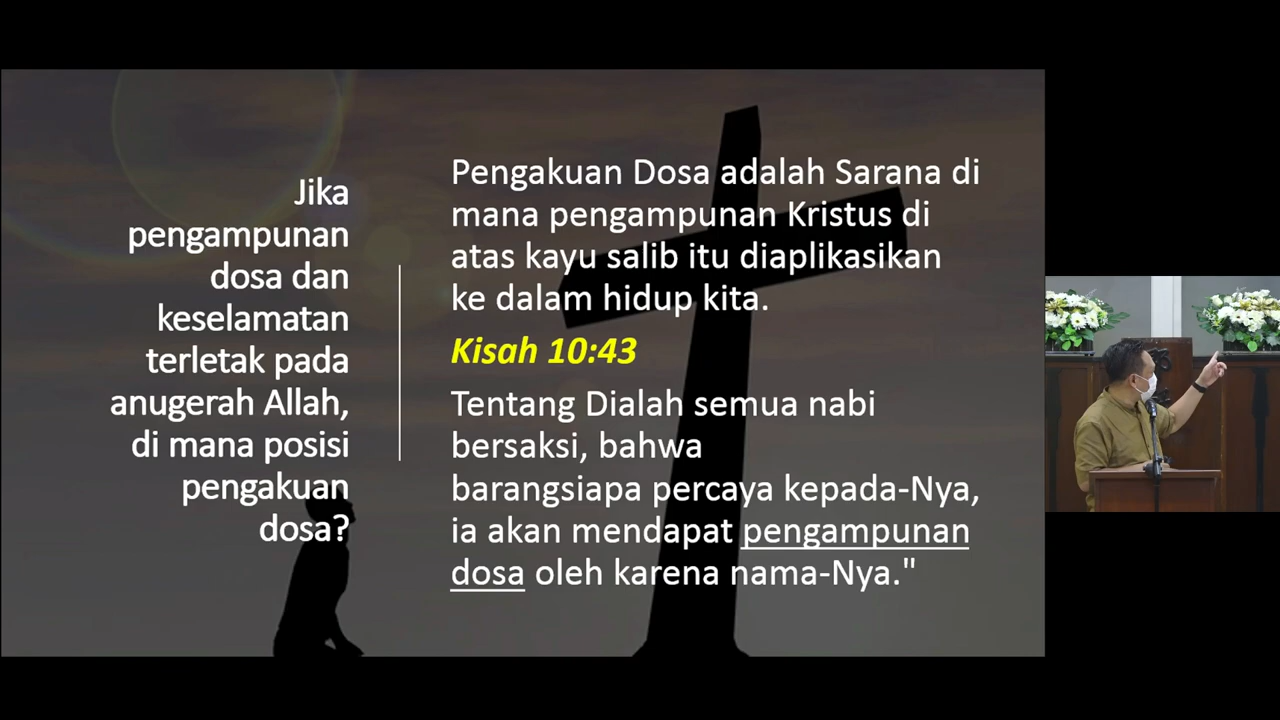 Jika
pengampunan
dosa dan
keselamatan
terletak pada
anugerah Allah,
di mana posisi
pengakuan
dosa?
Pengakuan Dosa adalah Sarana di
mana pengampunan Kristus di
atas kayu salib itu diaplikasikan
ke dalam hidup kita.
Kisah 10:43
Tentang Dialah semua nabi
bersaksi, bahwa
barangsiapa percaya kepada-Nya,
ia akan mendapat pengampunan
dosa oleh karena nama-Nya."